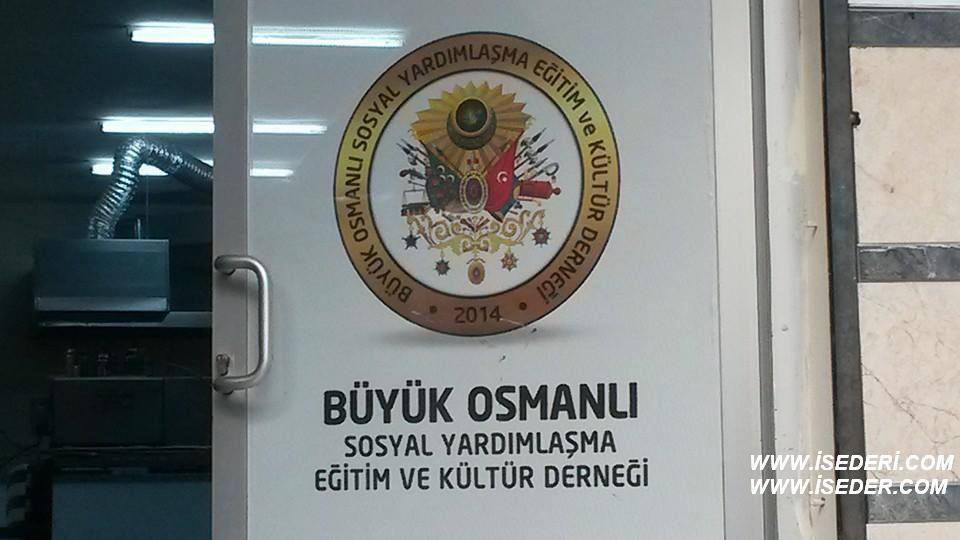 BÜYÜK OSMANLI SOSYAL YARDIMLAŞMA EĞİTİM ve KÜLTÜR DERNEĞİ
• 2014 •
BÜYÜK OSMANLI
SOSYAL YARDIMLAŞMA
EĞİTİM VE KÜLTÜR DERNEĞİ
WWW.İSEDERİ.COM
WWW.İSEDER.COM